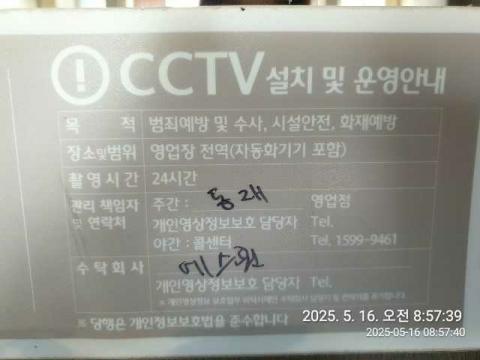 ! CCTV 설치 및 운영안내
목 적 범죄예방 및 수사, 시설안전, 화재예방
장소및범위 영업장 전역(자동화기기 포함)
촬영시간 24시간
관리 책임자 및 연락처 주간 : 동래 영업점
개인영상정보보호 담당자 Tel.
야간 : 콜센터 Tel. 1599-9461
수탁회사 에스원
개인영상정보보호 담당자 Tel.
※ 당행은 개인정보보호법을 준수합니다
2025. 5. 16. 오전 8:57:39
2025-05-16 08:57:40